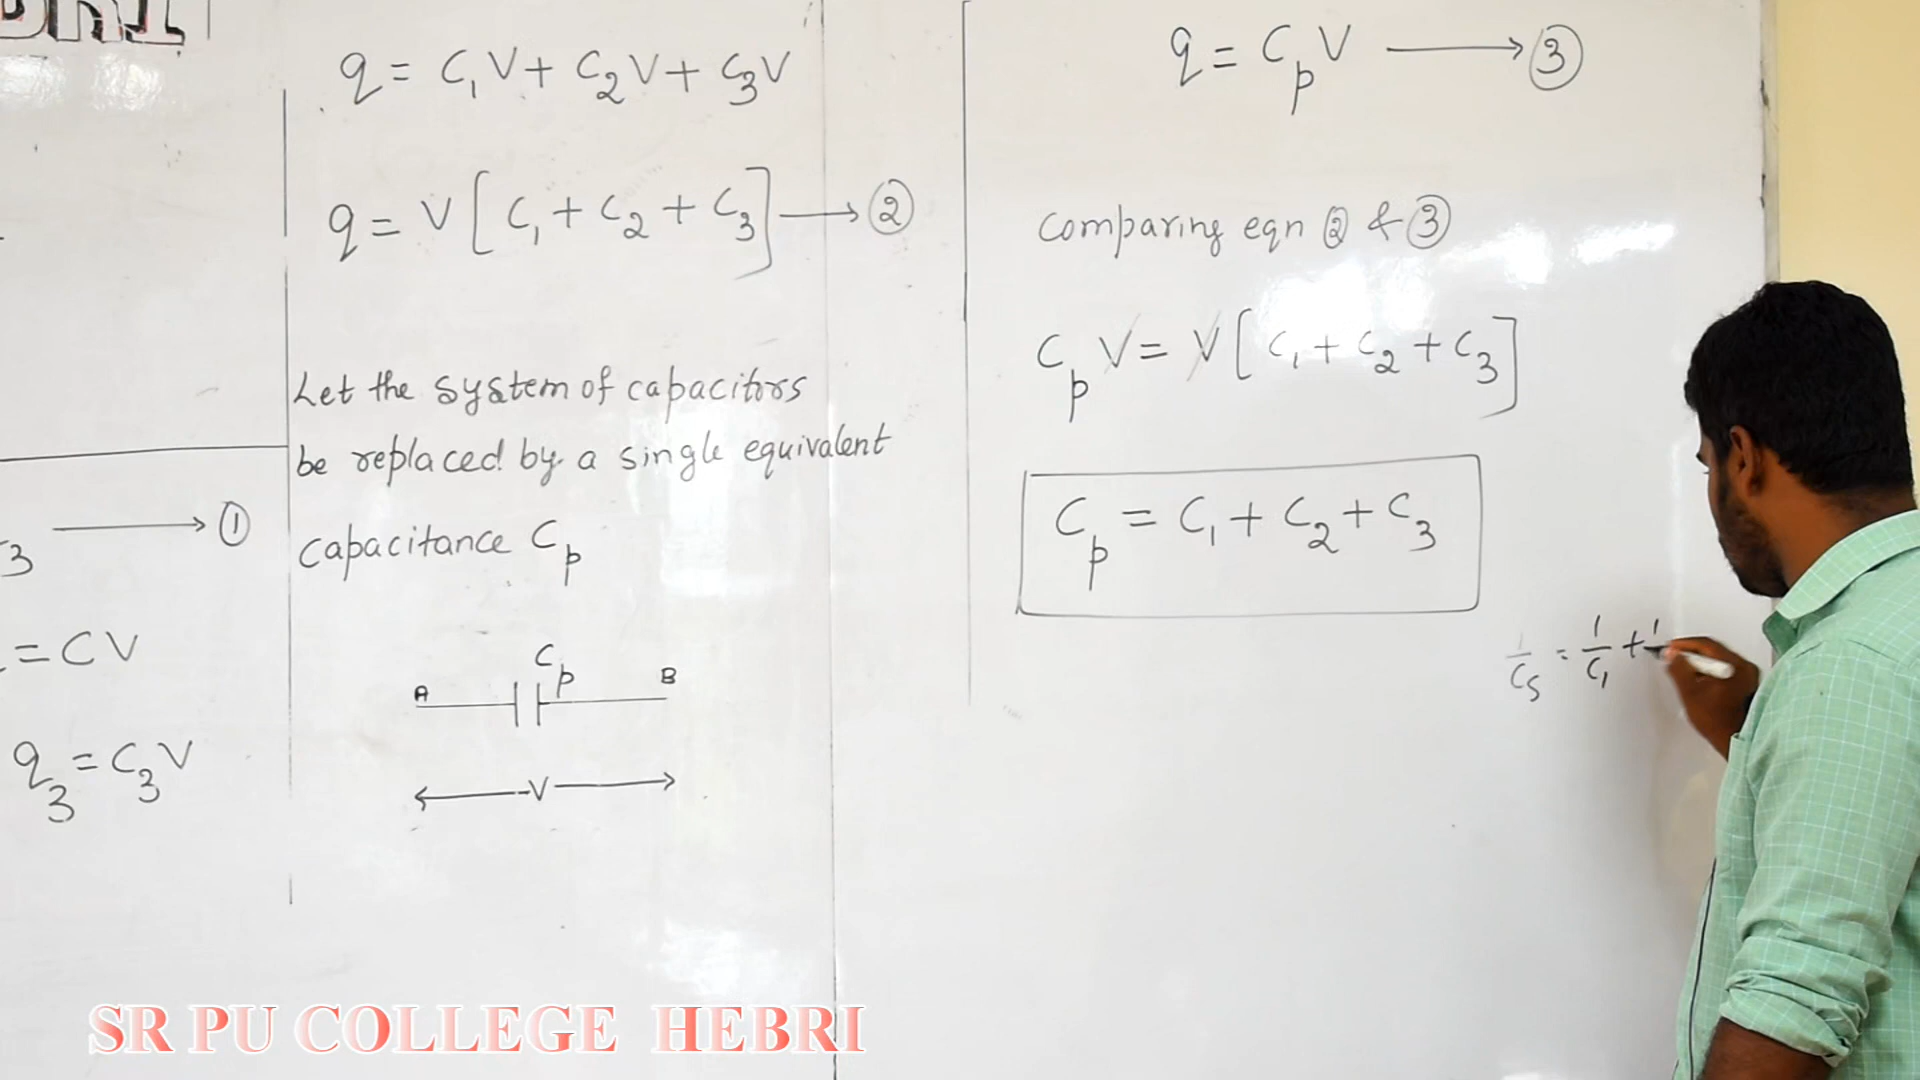 3 ⟶ ①
= CV
q₃ = C₃V
q = C₁V + C₂V + C₃V
q = V [ C₁ + C₂ + C₃ ] ⟶ ②
Let the system of capacitors
be replaced by a single equivalent
capacitance Cp
Cp
A B
V
q = CpV ⟶ ③
comparing eqn ② & ③
CpV = V [ C₁ + C₂ + C₃ ]
Cp = C₁ + C₂ + C₃
1/Cs = 1/C₁ + 1
SR PU COLLEGE HEBRI